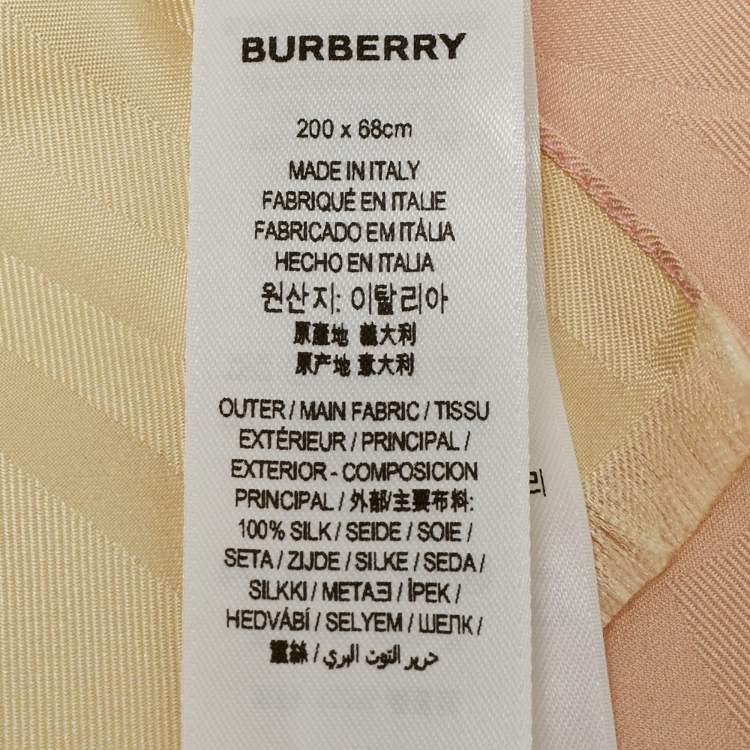 BURBERRY
200 x 68cm
MADE IN ITALY
FABRIQUÉ EN ITALIE
FABRICADO EM ITÁLIA
HECHO EN ITALIA
원산지: 이탈리아
原產地 義大利
原产地 意大利
OUTER / MAIN FABRIC / TISSU
EXTÉRIEUR / PRINCIPAL /
EXTERIOR - COMPOSICION
PRINCIPAL / 外部/主要布料:
100% SILK / SEIDE / SOIE /
SETA / ZIJDE / SILKE / SEDA /
SILKKI / ΜΕΤΑΞΙ / İPEK /
HEDVÁBÍ / SELYEM / ШЕЛК /
蠶絲 / حرير التوت البري
리